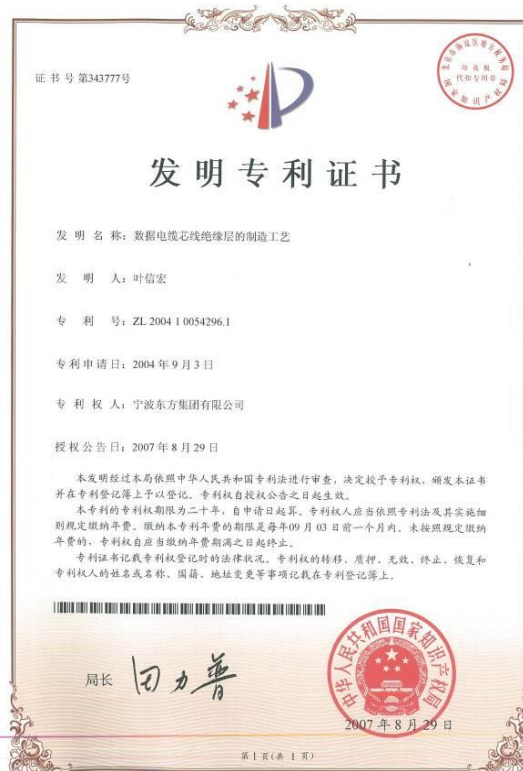 证书号第343777号
印花税
代扣专用章
国家知识产权局
发明专利证书
发明名称：数据电缆芯线绝缘层的制造工艺
发明人：叶信宏
专利号：ZL 2004 1 0054296.1
专利申请日：2004年9月3日
专利权人：宁波东方集团有限公司
授权公告日：2007年8月29日
本发明经过本局依照中华人民共和国专利法进行审查，决定授予专利权，颁发本证书
并在专利登记簿上予以登记。专利权自授权公告之日起生效。
本专利的专利权期限为二十年，自申请日起算。专利权人应当依照专利法及其实施细
则规定缴纳年费。缴纳本专利年费的期限是每年09月03日前一个月内。未按照规定缴纳
年费的，专利权自应当缴纳年费期满之日起终止。
专利证书记载专利权登记时的法律状况。专利权的转移、质押、无效、终止、恢复和
专利权人的姓名或名称、国籍、地址变更等事项记载在专利登记簿上。
局长
田力普
中华人民共和国国家知识产权局
2007年8月29日
第1页(共1页)